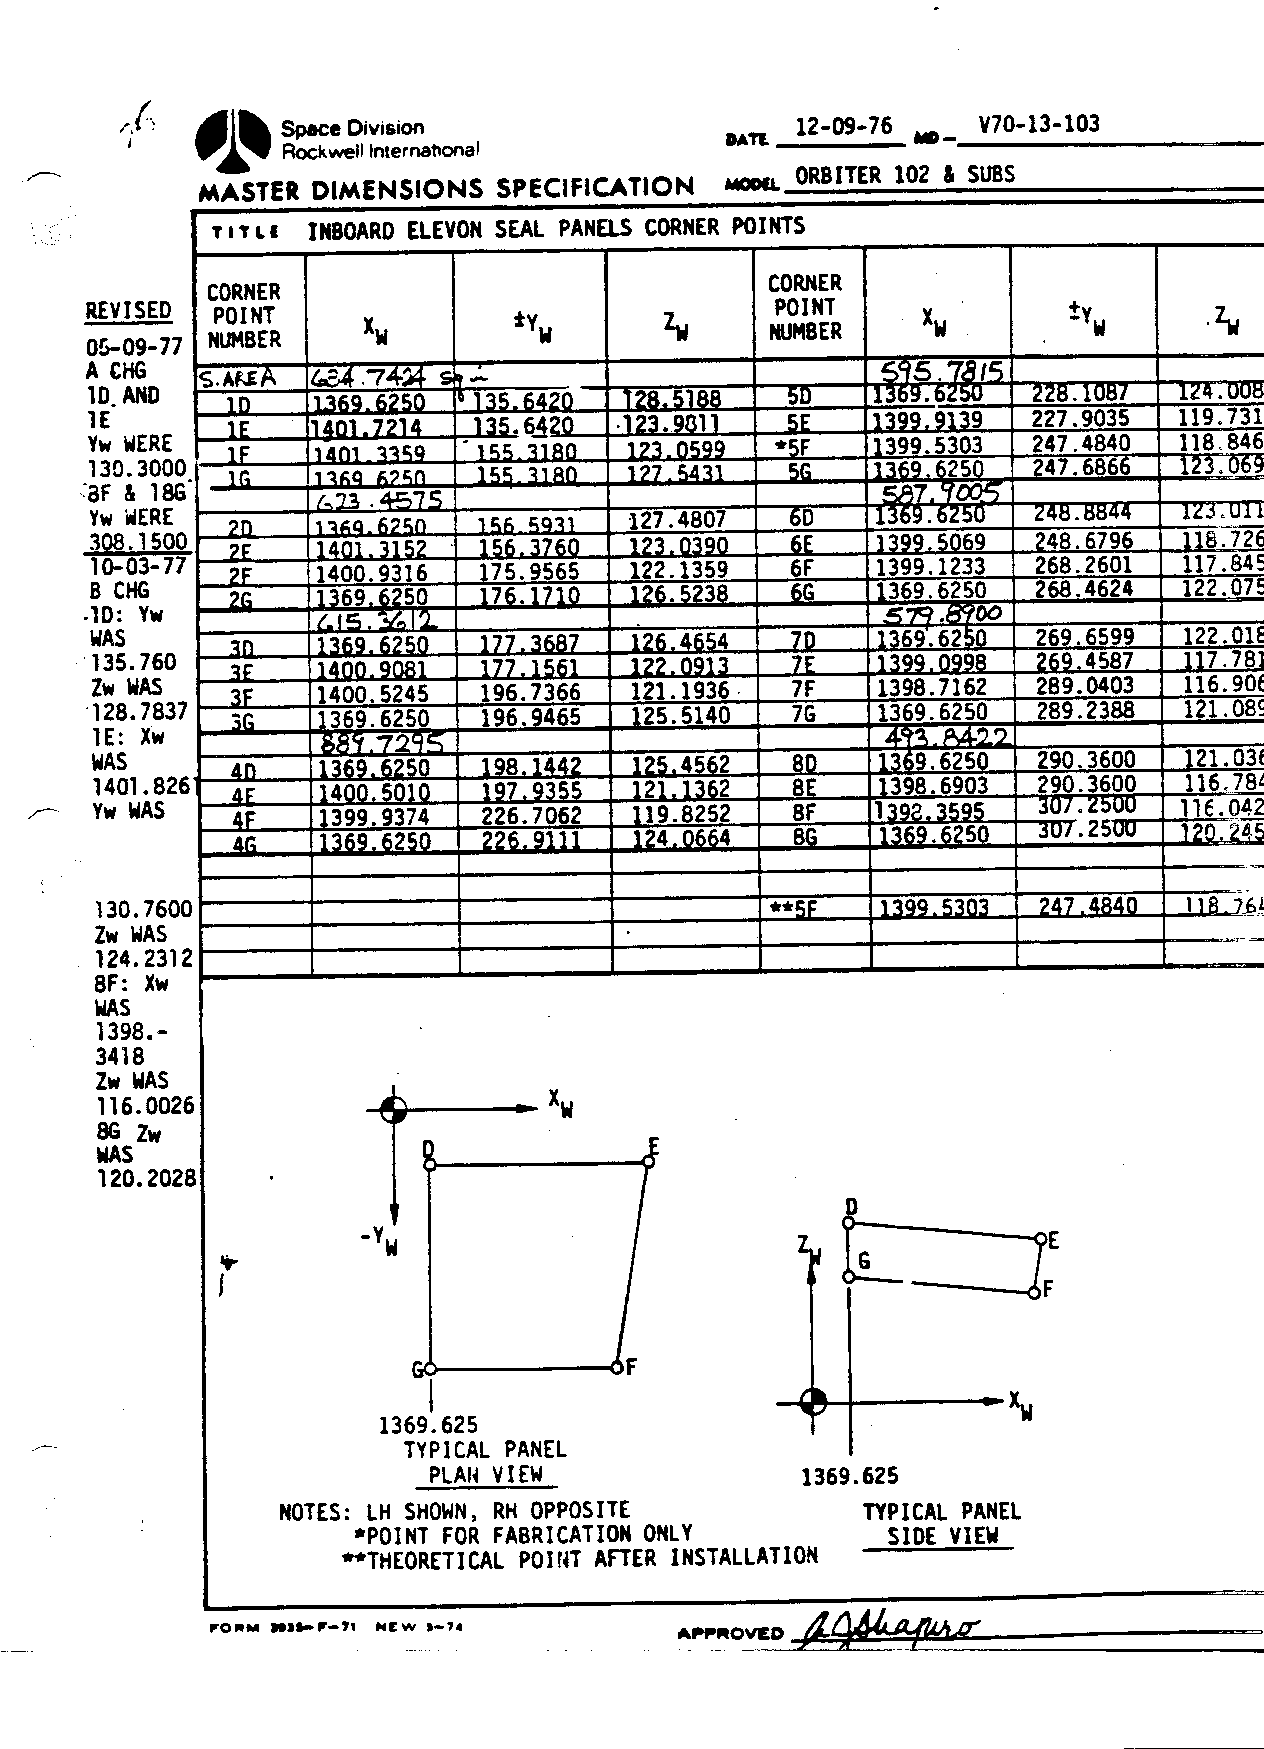 Space Division
Rockwell International
DATE 12-09-76 MD- V70-13-103
MASTER DIMENSIONS SPECIFICATION MODEL ORBITER 102 & SUBS
TITLE INBOARD ELEVON SEAL PANELS CORNER POINTS
CORNER POINT NUMBER XW ±YW ZW CORNER POINT NUMBER XW ±YW ZW
S.AREA 634.7424 sq in 595.7815
1D 1369.6250 135.6420 128.5188 5D 1369.6250 228.1087 124.008
1E 1401.7214 135.6420 123.9811 5E 1399.9139 227.9035 119.731
1F 1401.3359 155.3180 123.0599 *5F 1399.5303 247.4840 118.846
1G 1369.6250 155.3180 127.5431 5G 1369.6250 247.6866 123.069
623.4575 587.9005
2D 1369.6250 156.5931 127.4807 6D 1369.6250 248.8844 123.011
2E 1401.3152 156.3760 123.0390 6E 1399.5069 248.6796 118.726
2F 1400.9316 175.9565 122.1359 6F 1399.1233 268.2601 117.845
2G 1369.6250 176.1710 126.5238 6G 1369.6250 268.4624 122.075
615.3612 579.8900
3D 1369.6250 177.3687 126.4654 7D 1369.6250 269.6599 122.018
3E 1400.9081 177.1561 122.0913 7E 1399.0998 269.4587 117.781
3F 1400.5245 196.7366 121.1936 7F 1398.7162 289.0403 116.906
3G 1369.6250 196.9465 125.5140 7G 1369.6250 289.2388 121.089
889.7295 493.8422
4D 1369.6250 198.1442 125.4562 8D 1369.6250 290.3600 121.036
4E 1400.5010 197.9355 121.1362 8E 1398.6903 290.3600 116.784
4F 1399.9374 226.7062 119.8252 8F 1398.3595 307.2500 116.042
4G 1369.6250 226.9111 124.0664 8G 1369.6250 307.2500 120.245
**5F 1399.5303 247.4840 118.764
REVISED
05-09-77
A CHG
1D AND
1E
Yw WERE
130.3000
8F & 18G
Yw WERE
308.1500
10-03-77
B CHG
1D: Yw
WAS
135.760
Zw WAS
128.7837
1E: Xw
WAS
1401.8261
Yw WAS
130.7600
Zw WAS
124.2312
8F: Xw
WAS
1398.-
3418
Zw WAS
116.0026
8G Zw
WAS
120.2028
XW
D E
-YW
G F
1369.625
TYPICAL PANEL
PLAN VIEW
D
ZW G E
F
XW
1369.625
TYPICAL PANEL
SIDE VIEW
NOTES: LH SHOWN, RH OPPOSITE
*POINT FOR FABRICATION ONLY
**THEORETICAL POINT AFTER INSTALLATION
FORM F-71 NEW 3-74
APPROVED A J Shapiro